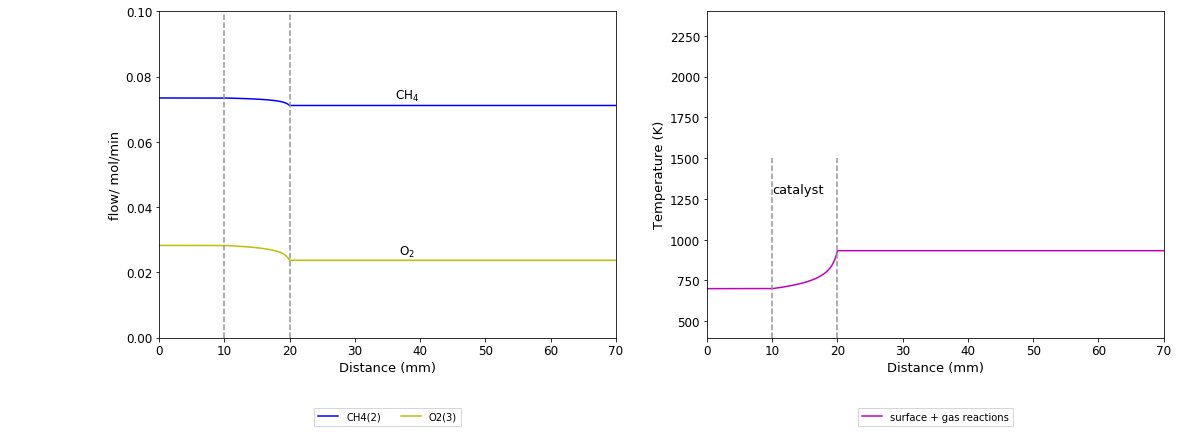 0.10
0.08
0.06
0.04
0.02
0.00
flow/ mol/min
CH₄
O₂
0 10 20 30 40 50 60 70
Distance (mm)
CH4(2) O2(3)
2250
2000
1750
1500
1250
1000
750
500
Temperature (K)
catalyst
0 10 20 30 40 50 60 70
Distance (mm)
surface + gas reactions